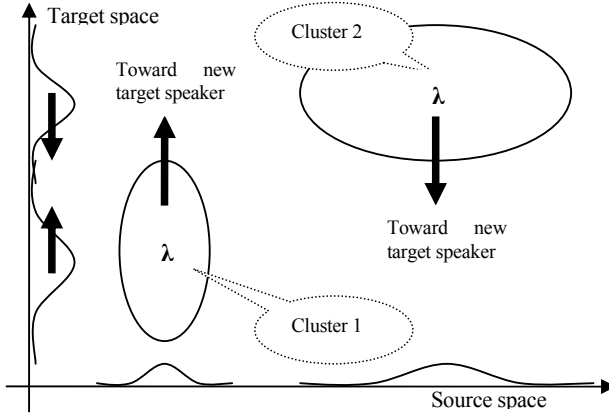 Target space
Cluster 2
Toward new
target speaker
λ
λ
Toward new
target speaker
Cluster 1
Source space